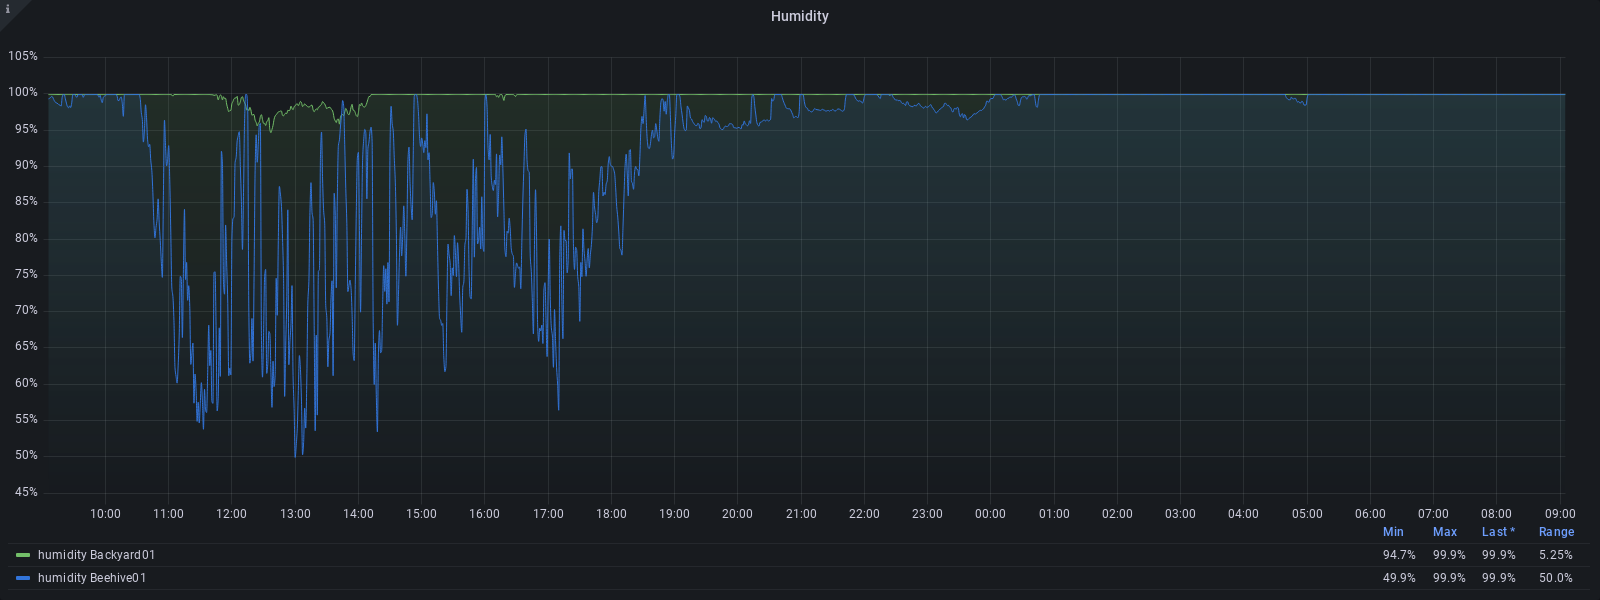 i
Humidity
105%
100%
95%
90%
85%
80%
75%
70%
65%
60%
55%
50%
45%
10:00 11:00 12:00 13:00 14:00 15:00 16:00 17:00 18:00 19:00 20:00 21:00 22:00 23:00 00:00 01:00 02:00 03:00 04:00 05:00 06:00 07:00 08:00 09:00
Min Max Last * Range
humidity Backyard01 94.7% 99.9% 99.9% 5.25%
humidity Beehive01 49.9% 99.9% 99.9% 50.0%